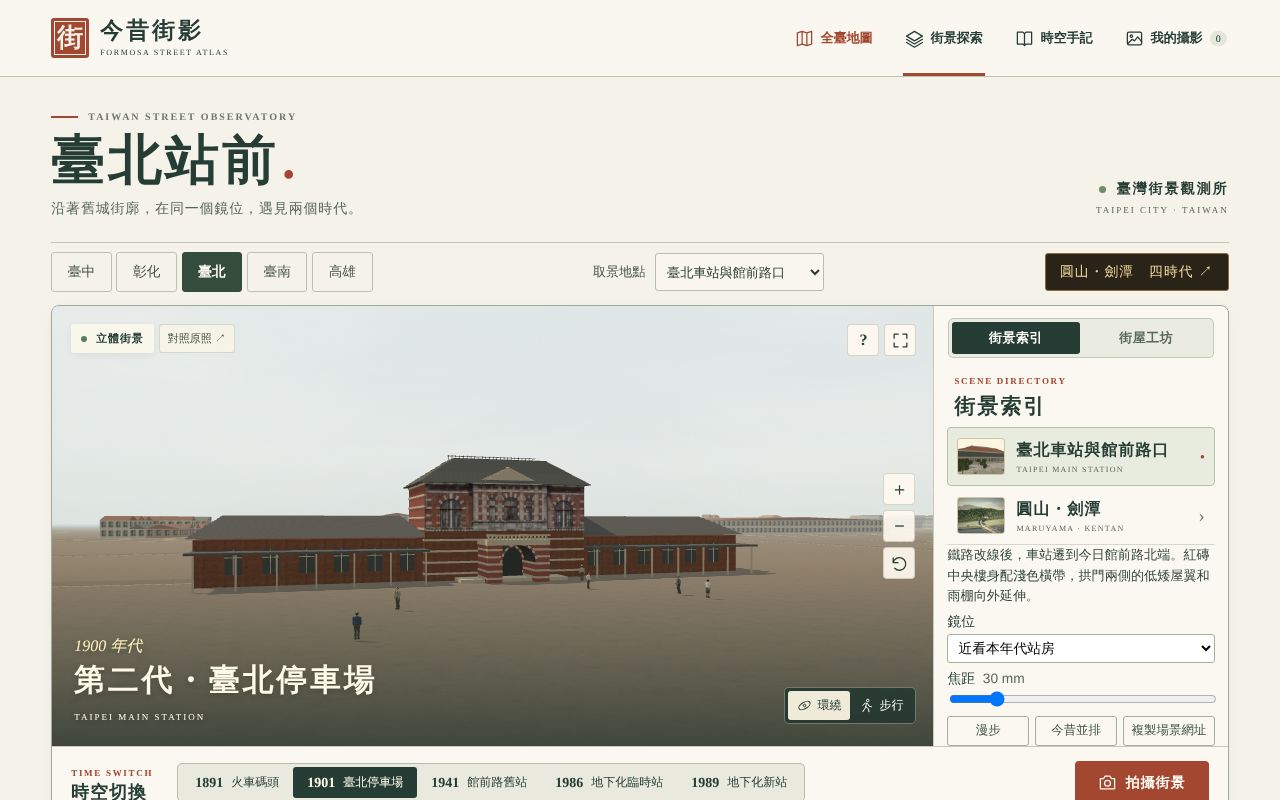 街
今昔街影
FORMOSA STREET ATLAS
全臺地圖
街景探索
時空手記
我的攝影 0
TAIWAN STREET OBSERVATORY
臺北站前.
沿著舊城街廓，在同一個鏡位，遇見兩個時代。
臺灣街景觀測所
TAIPEI CITY · TAIWAN
臺中
彰化
臺北
臺南
高雄
取景地點
臺北車站與館前路口
圓山・劍潭 四時代 ↗
立體街景
對照原照 ↗
?
+
−
1900 年代
第二代・臺北停車場
TAIPEI MAIN STATION
環繞
步行
街景索引
街屋工坊
SCENE DIRECTORY
街景索引
臺北車站與館前路口
TAIPEI MAIN STATION
圓山・劍潭
MARUYAMA · KENTAN
鐵路改線後，車站遷到今日館前路北端。紅磚
中央樓身配淺色橫帶，拱門兩側的低矮屋翼和
雨棚向外延伸。
鏡位
近看本年代站房
焦距 30 mm
漫步
今昔並排
複製場景網址
TIME SWITCH
時空切換
1891 火車碼頭
1901 臺北停車場
1941 館前路舊站
1986 地下化臨時站
1989 地下化新站
拍攝街景